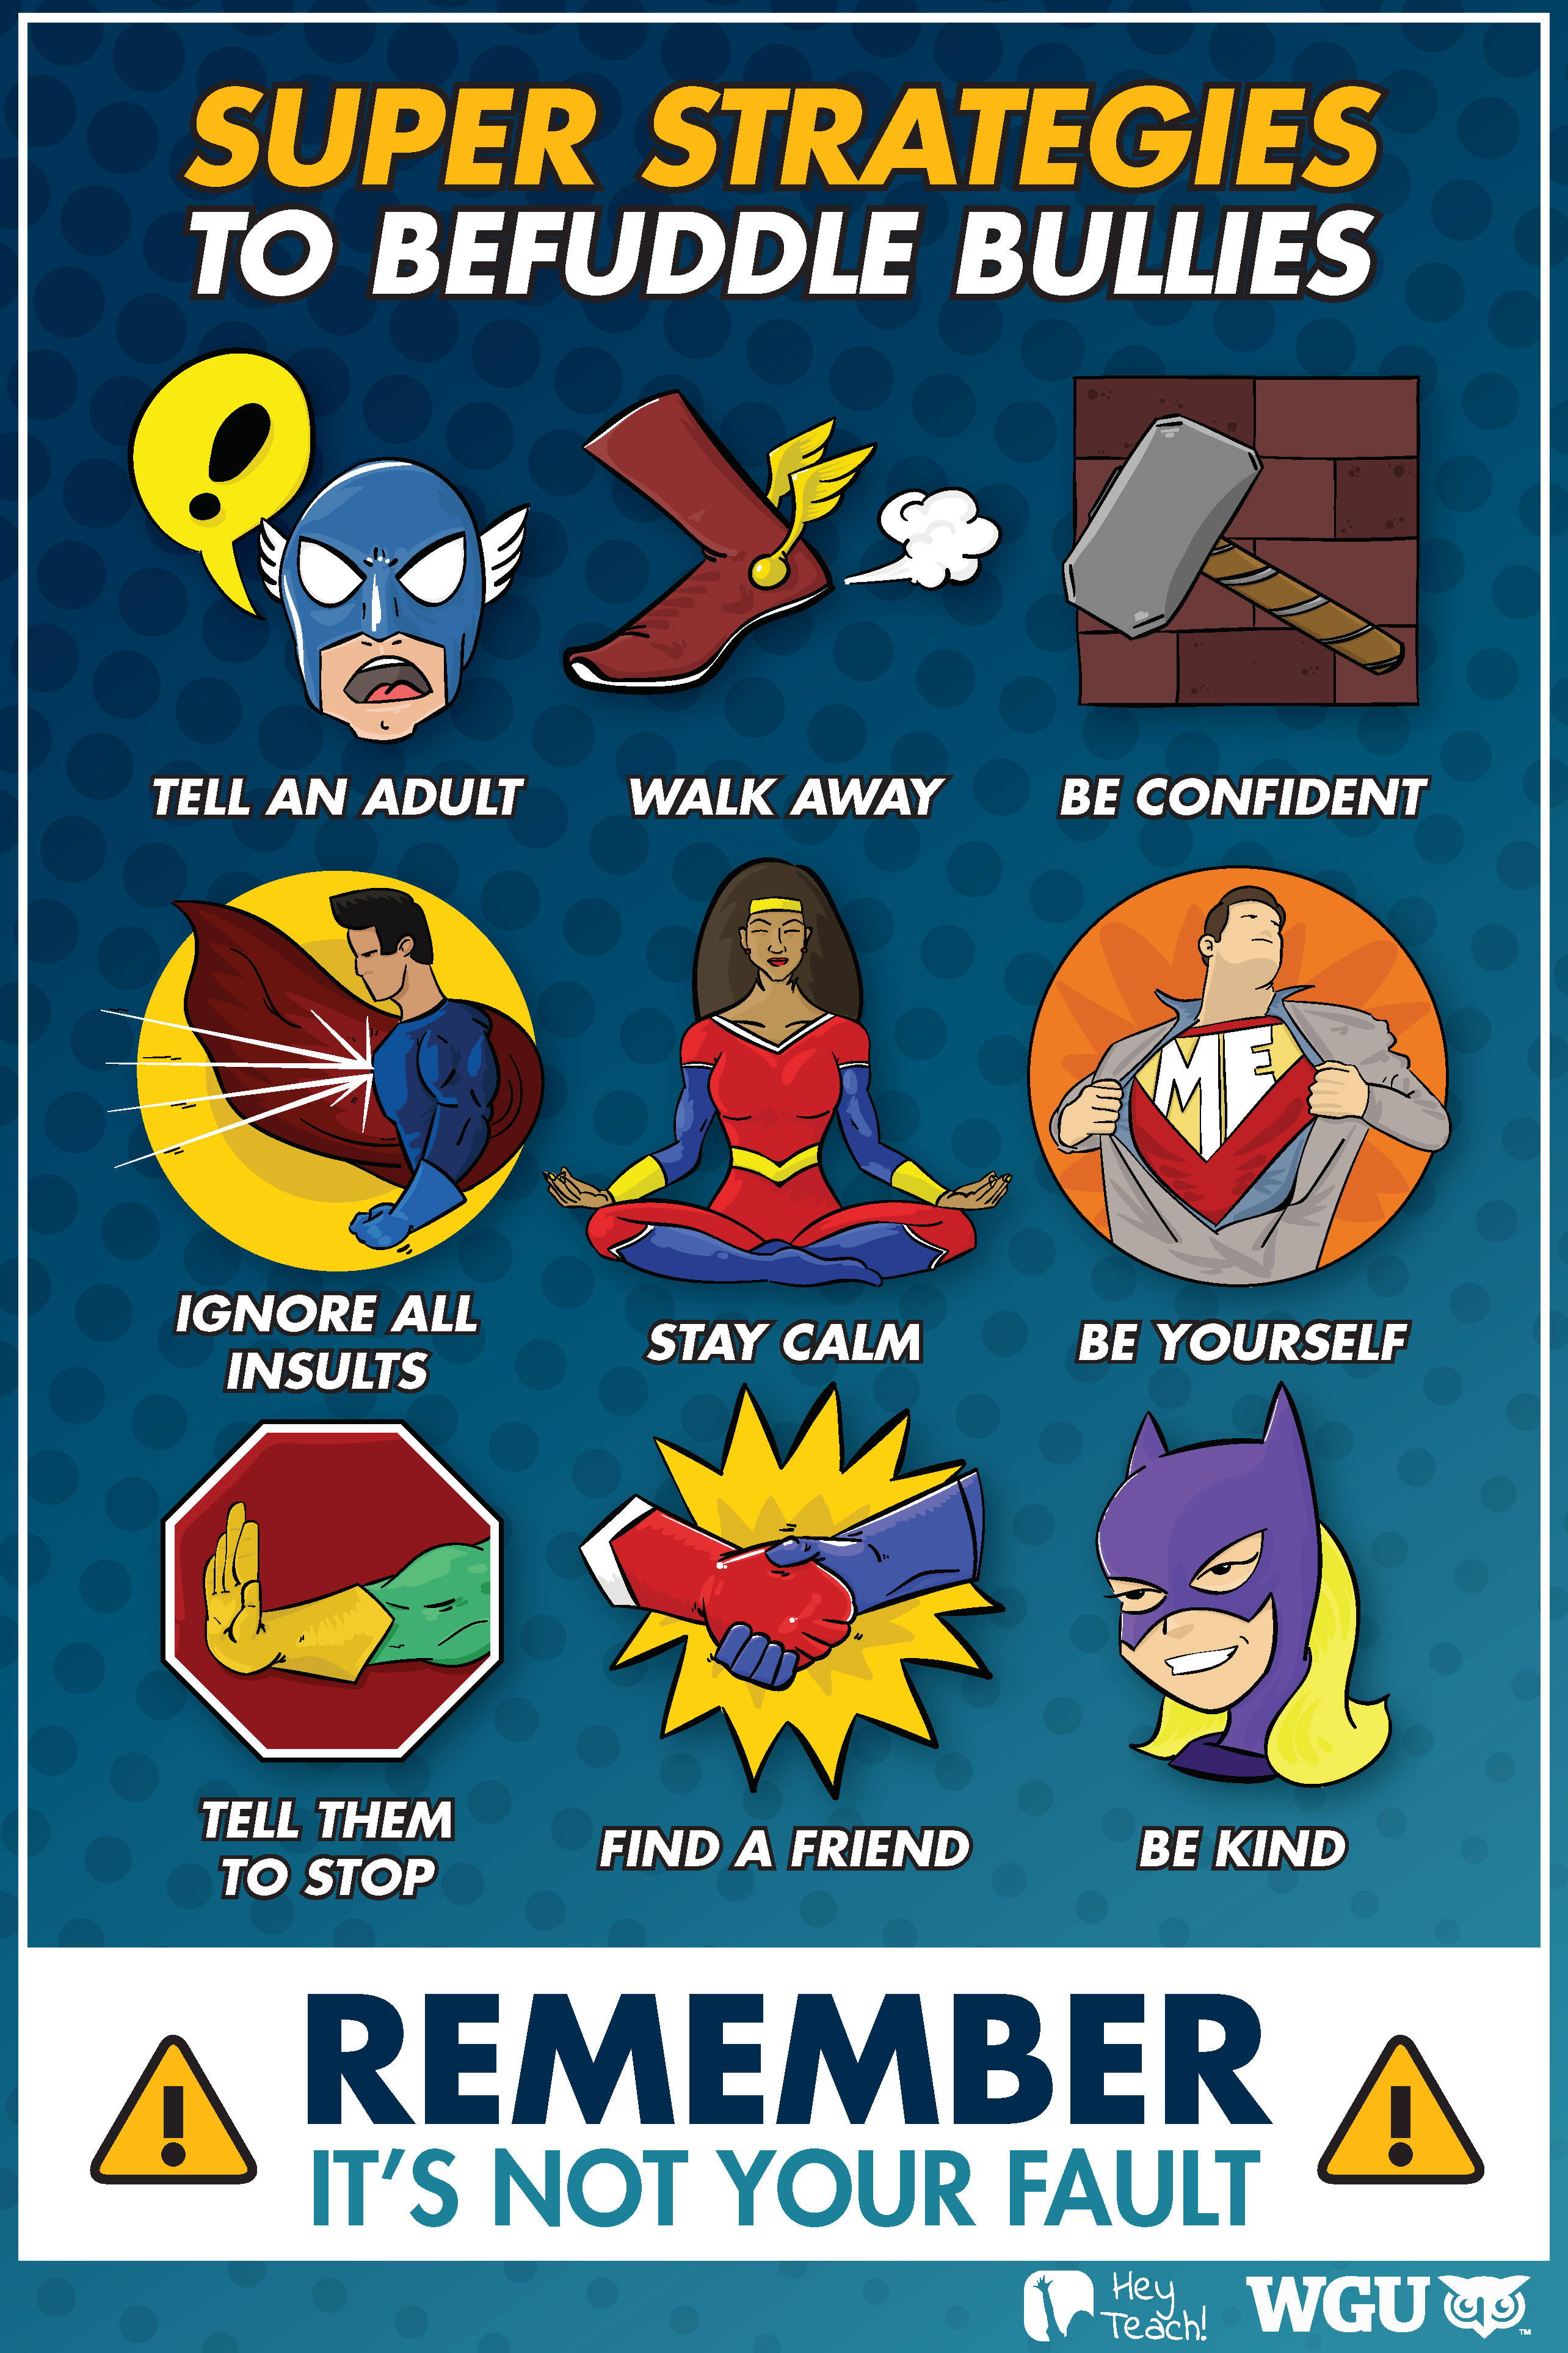 SUPER STRATEGIES
TO BEFUDDLE BULLIES
TELL AN ADULT
WALK AWAY
BE CONFIDENT
ME
IGNORE ALL
INSULTS
STAY CALM
BE YOURSELF
TELL THEM
TO STOP
FIND A FRIEND
BE KIND
REMEMBER
IT'S NOT YOUR FAULT
Hey
Teach!
WGU
TM